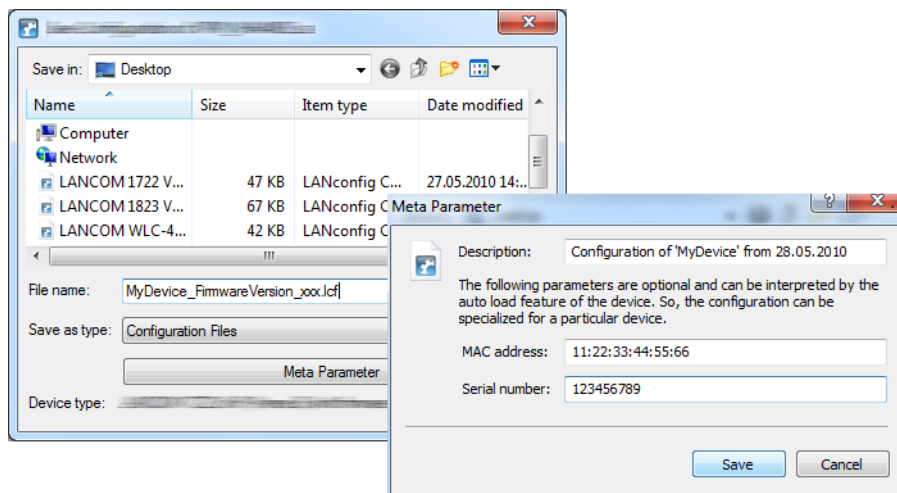 Save in: Desktop
Name Size Item type Date modified
Computer
Network
LANCOM 1722 V... 47 KB LANconfig C... 27.05.2010 14:...
LANCOM 1823 V... 67 KB LANconfig C
LANCOM WLC-4... 42 KB LANconfig C
File name: MyDevice_FirmwareVersion_xxx.lcf
Save as type: Configuration Files
Meta Parameter
Device type:
Meta Parameter
Description: Configuration of 'MyDevice' from 28.05.2010
The following parameters are optional and can be interpreted by the
auto load feature of the device. So, the configuration can be
specialized for a particular device.
MAC address: 11:22:33:44:55:66
Serial number: 123456789
Save Cancel